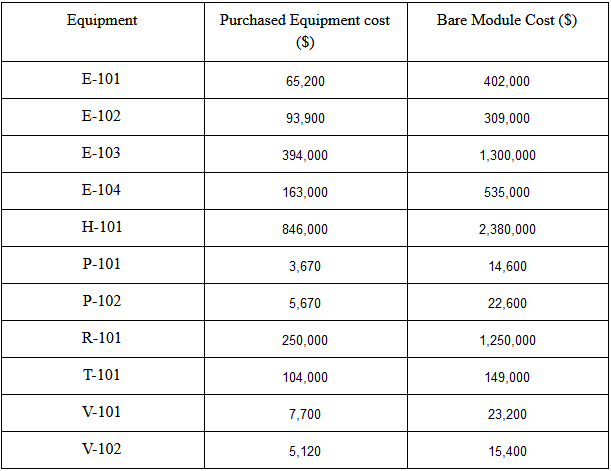 Equipment Purchased Equipment cost Bare Module Cost ($)
($)
E-101 65,200 402,000
E-102 93,900 309,000
E-103 394,000 1,300,000
E-104 163,000 535,000
H-101 846,000 2,380,000
P-101 3,670 14,600
P-102 5,670 22,600
R-101 250,000 1,250,000
T-101 104,000 149,000
V-101 7,700 23,200
V-102 5,120 15,400